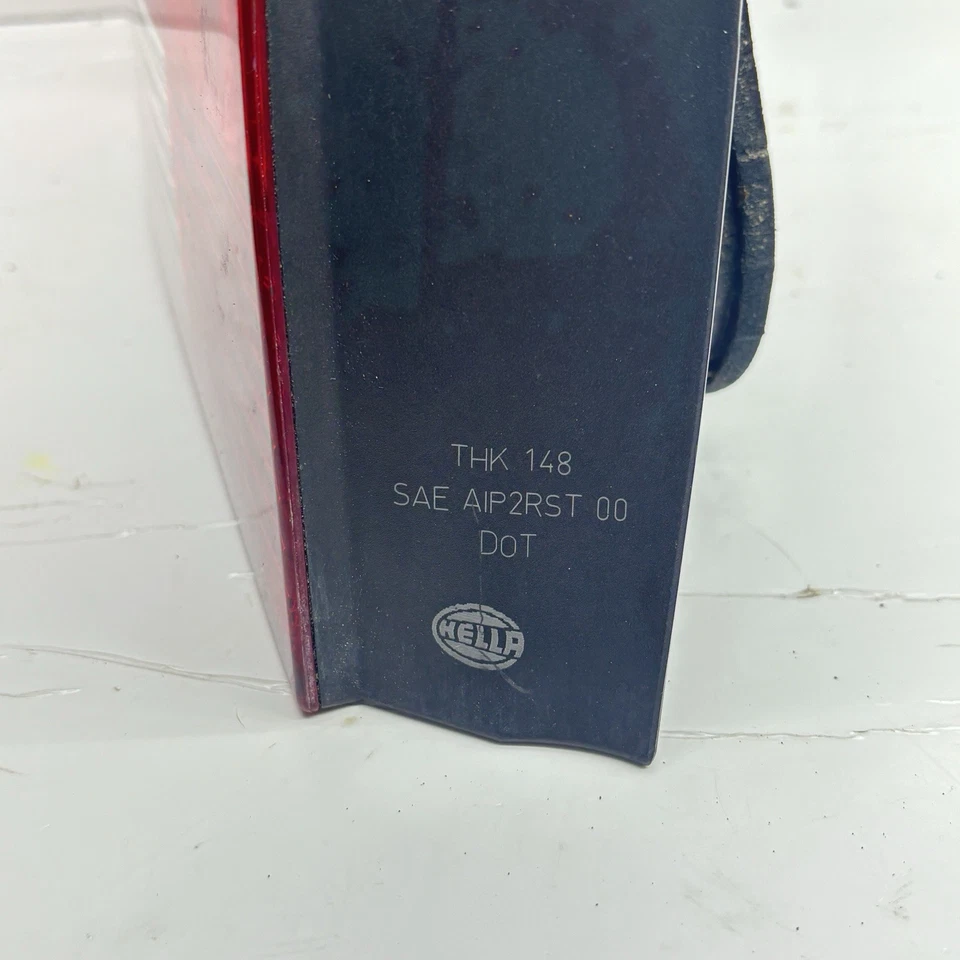 THK 148
SAE AIP2RST 00
DOT
HELLA